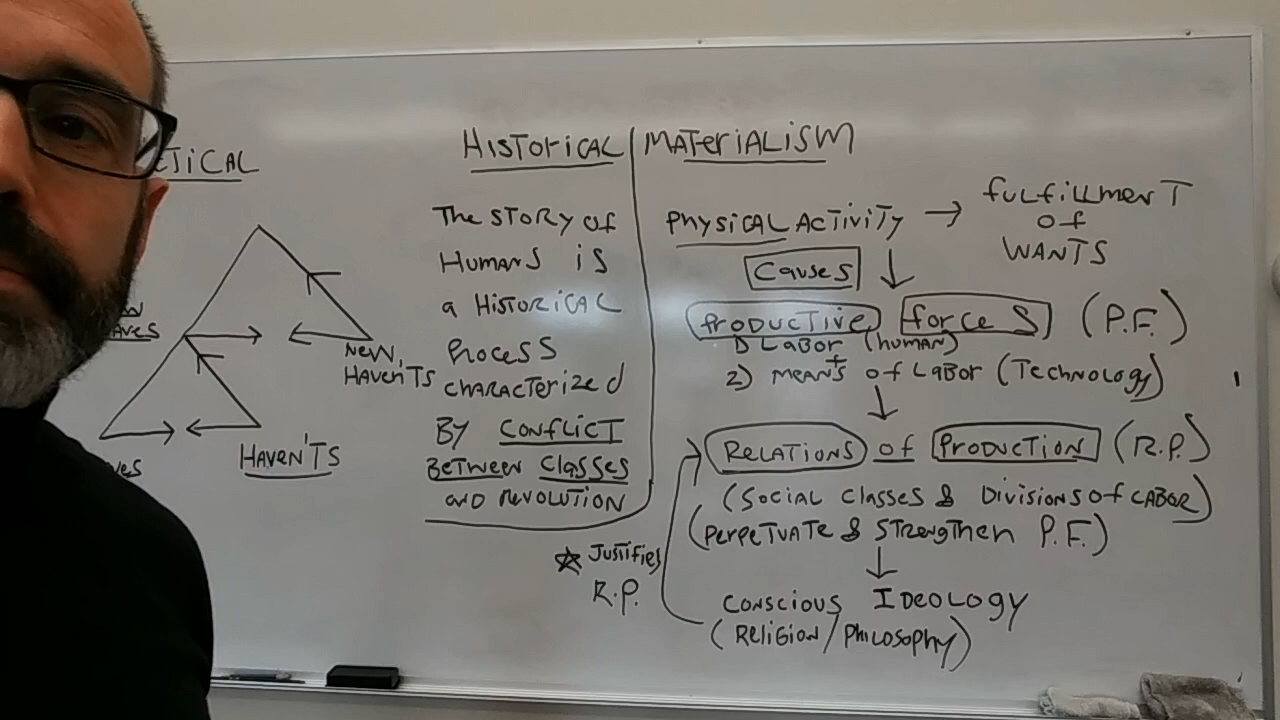 HISTORICAL MATERIALISM
The STORY of
Humans is
a HISTORICAL
Process
characterized
By CONFLICT
BETWEEN Classes
and revolution
PHYSICAL ACTIVITY → fulfillment
of
WANTS
Causes
Productive forces (P.F.)
1) Labor (human)
+
2) means of Labor (Technology)
Relations of Production (R.P.)
(Social Classes & Divisions of Labor)
(Perpetuate & Strengthen P.F.)
☆ Justifies
R.P.
Conscious Ideology
(Religion/Philosophy)
New
Haven'ts
Haven'ts